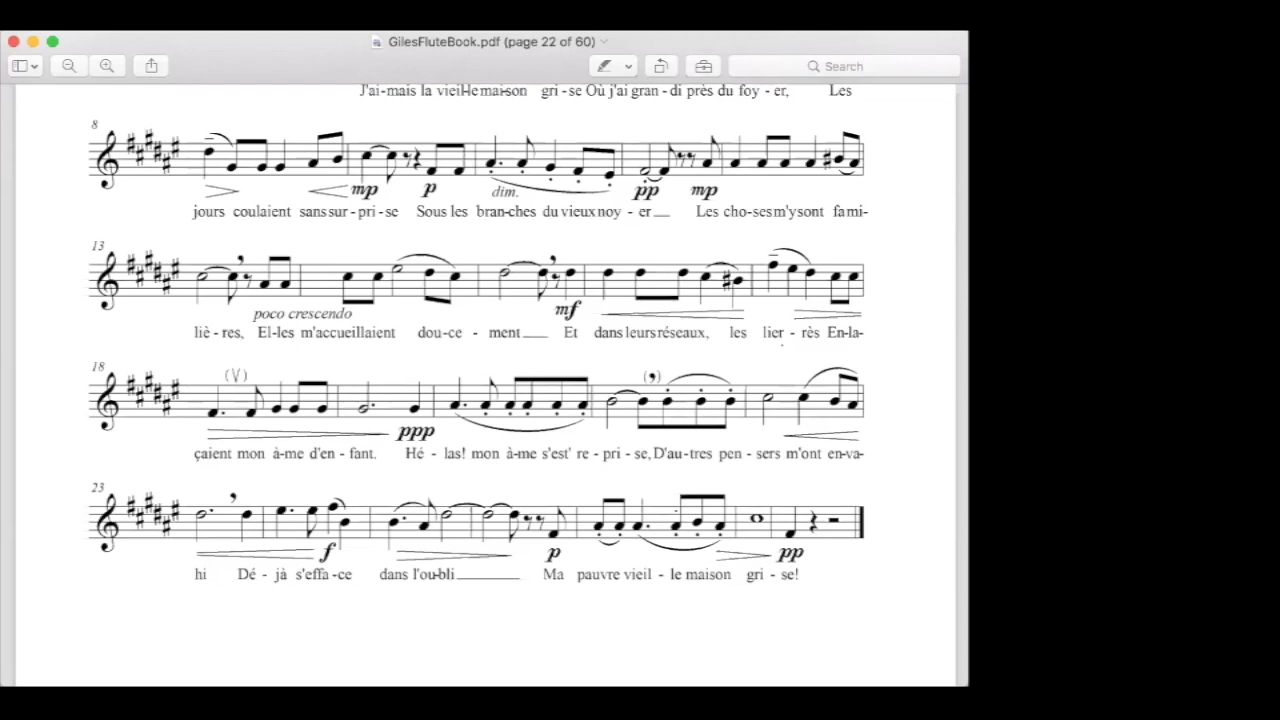 GilesFluteBook.pdf (page 22 of 60)
Search
J'ai-mais la vieil-le mai-son gri-se Où j'ai gran-di près du foy-er, Les
8
mp p dim. pp mp
jours coulaient sans sur-pri-se Sous les bran-ches du vieux noy-er Les cho-ses m'y sont fa mi-
13
poco crescendo mf
liè-res, El-les m'accueillaient dou-ce-ment Et dans leurs réseaux, les lier-rès En-la-
18
(V)
ppp
çaient mon à-me d'en-fant. Hé-las! mon à-me s'est' re-pri-se, D'au-tres pen-sers m'ont en-va-
23
f p pp
hi Dé-jà s'effa-ce dans l'ou-bli Ma pauvre vieil-le maison gri-se!